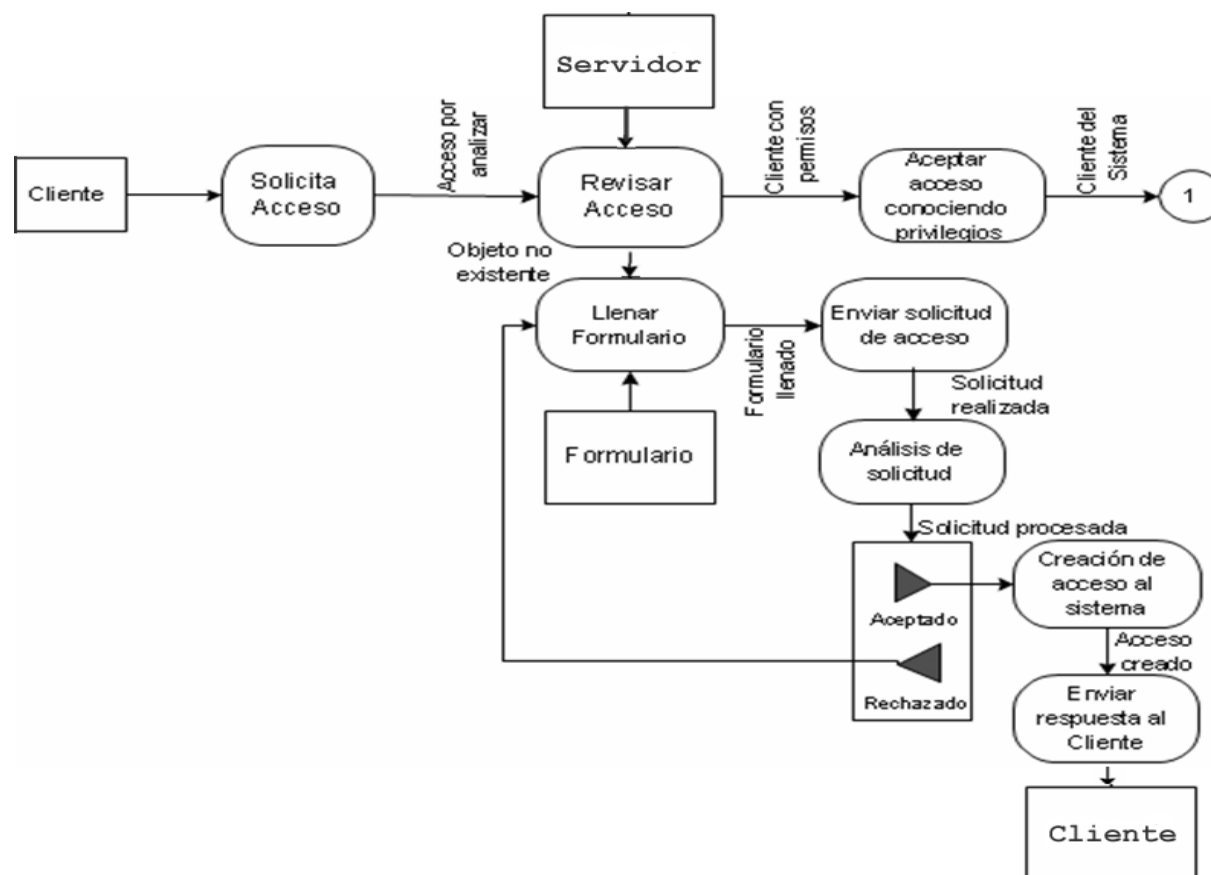 Servidor
Acceso por
analizar
Cliente con
permisos
Cliente del
Sistema
Cliente
Solicita
Acceso
Revisar
Acceso
Aceptar
acceso
conociendo
privilegios
1
Objeto no
existente
Llenar
Formulario
Formulario
llenado
Enviar solicitud
de acceso
Solicitud
realizada
Formulario
Análisis de
solicitud
Solicitud procesada
Aceptado
Rechazado
Creación de
acceso al
sistema
Acceso
creado
Enviar
respuesta al
Cliente
Cliente